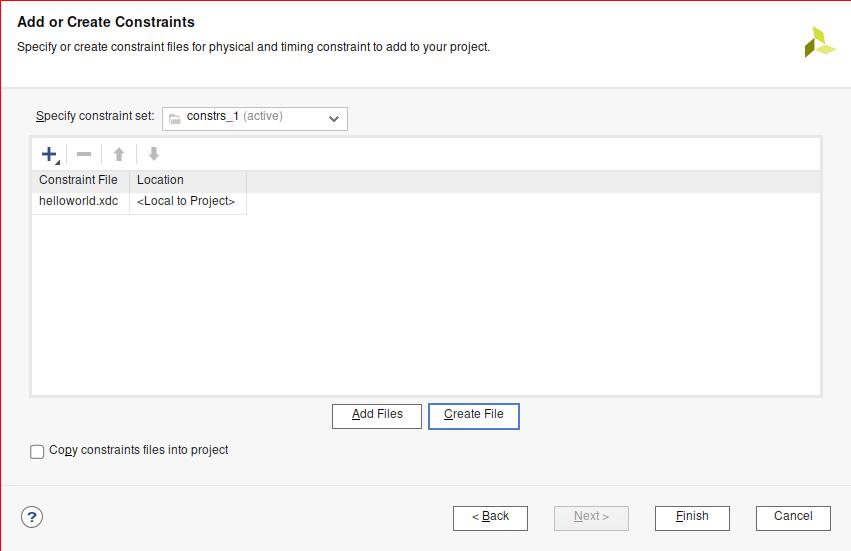 Add or Create Constraints
Specify or create constraint files for physical and timing constraint to add to your project.
Specify constraint set: constrs_1 (active)
Constraint File Location
helloworld.xdc <Local to Project>
Add Files Create File
Copy constraints files into project
? < Back Next > Finish Cancel